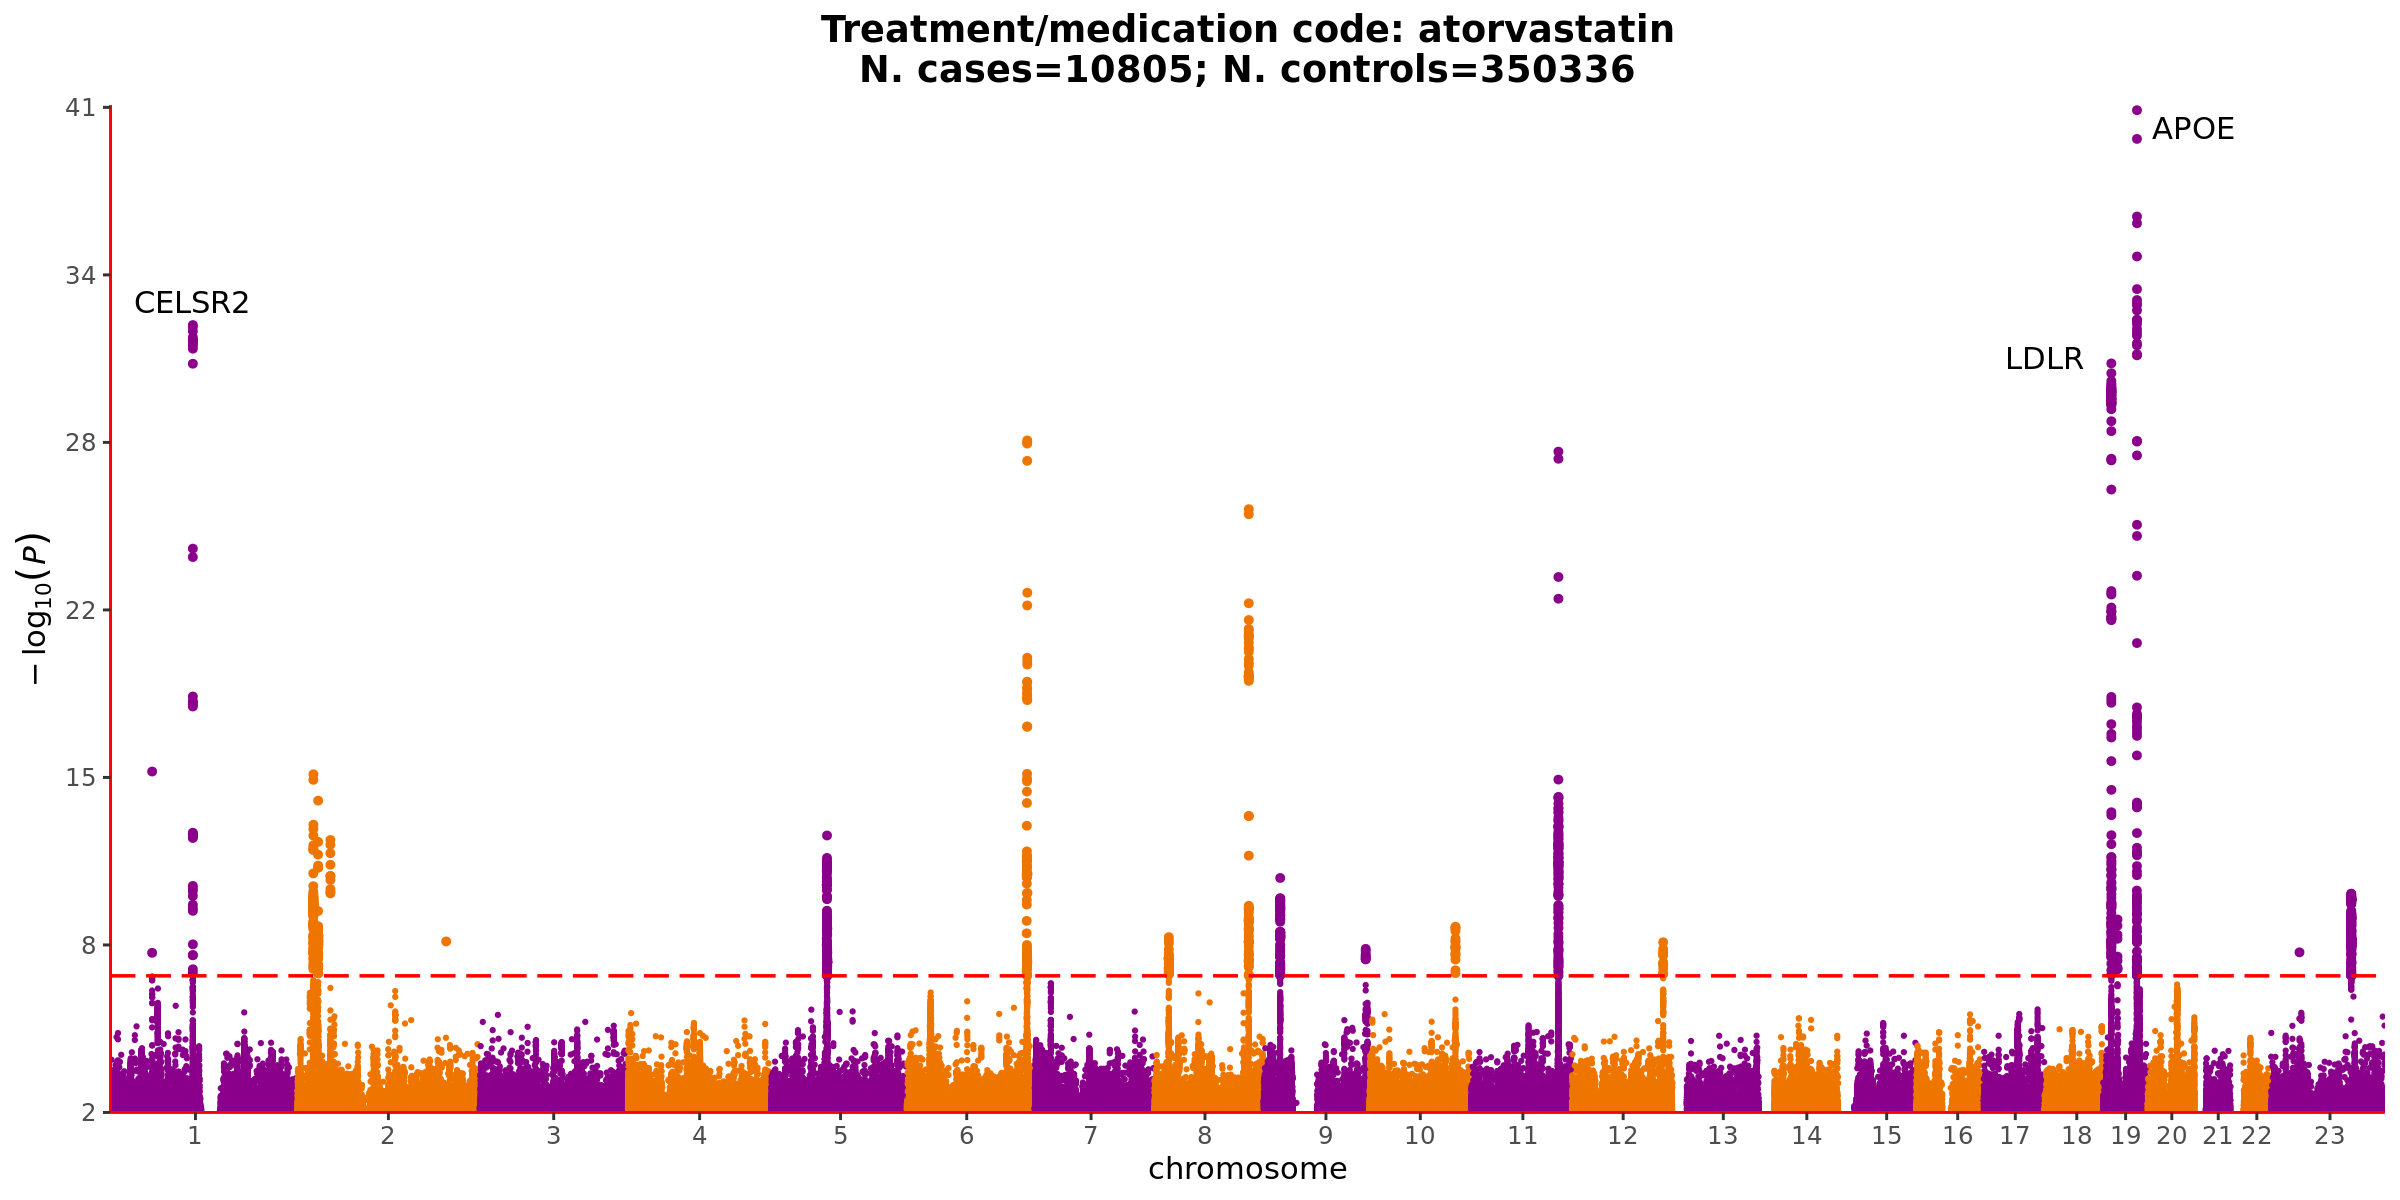 Treatment/medication code: atorvastatin
N. cases=10805; N. controls=350336
41
34
28
22
15
8
2
−log10(P)
CELSR2
LDLR
APOE
1 2 3 4 5 6 7 8 9 10 11 12 13 14 15 16 17 18 19 20 21 22 23
chromosome